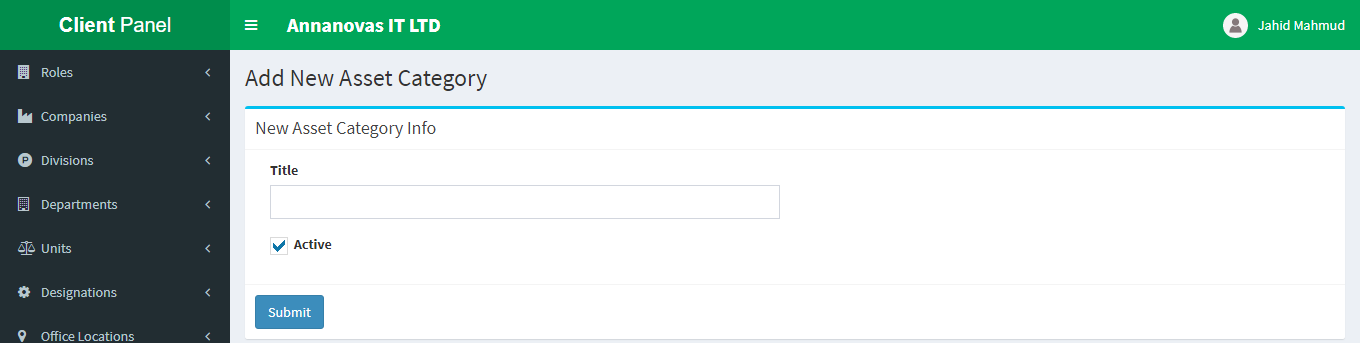 Client Panel
Annanovas IT LTD
Jahid Mahmud
Roles
Companies
Divisions
Departments
Units
Designations
Office Locations
Add New Asset Category
New Asset Category Info
Title
Active
Submit